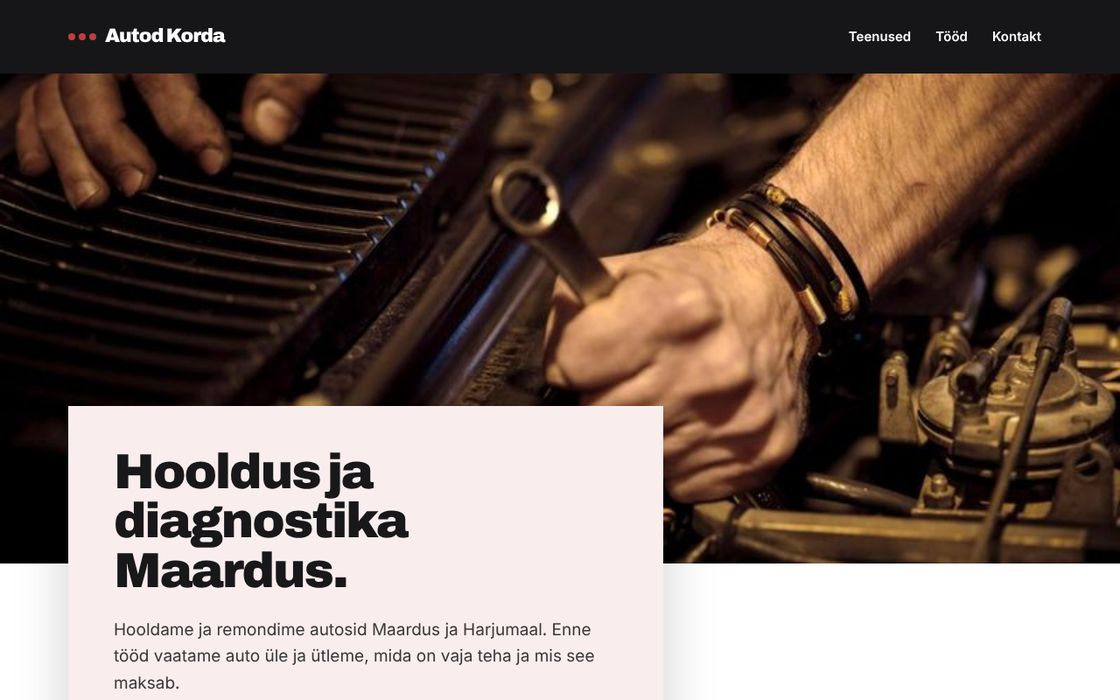 Autod Korda
Teenused Tööd Kontakt
Hooldus ja
diagnostika
Maardus.
Hooldame ja remondime autosid Maardus ja Harjumaal. Enne
tööd vaatame auto üle ja ütleme, mida on vaja teha ja mis see
maksab.